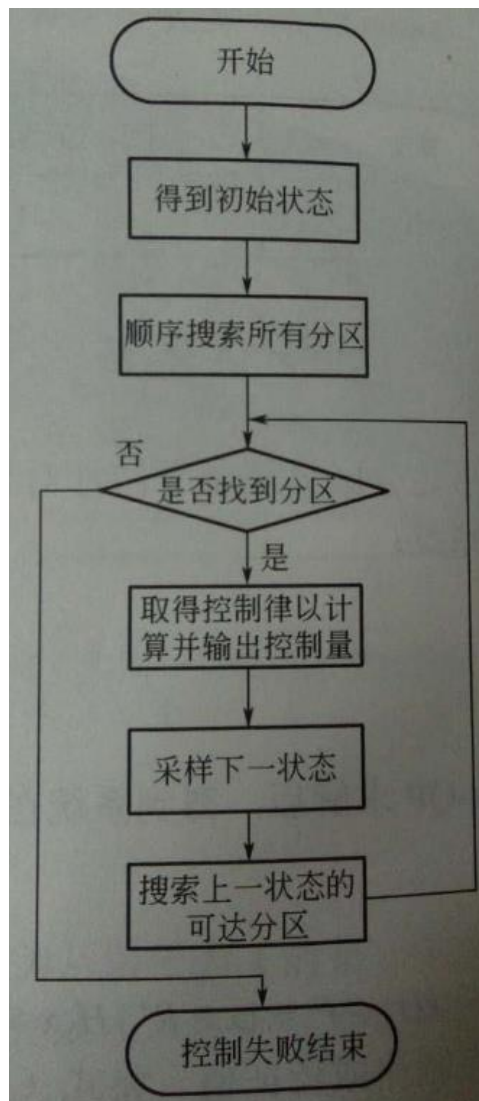 开始
得到初始状态
顺序搜索所有分区
否
是否找到分区
是
取得控制律以计
算并输出控制量
采样下一状态
搜索上一状态的
可达分区
控制失败结束